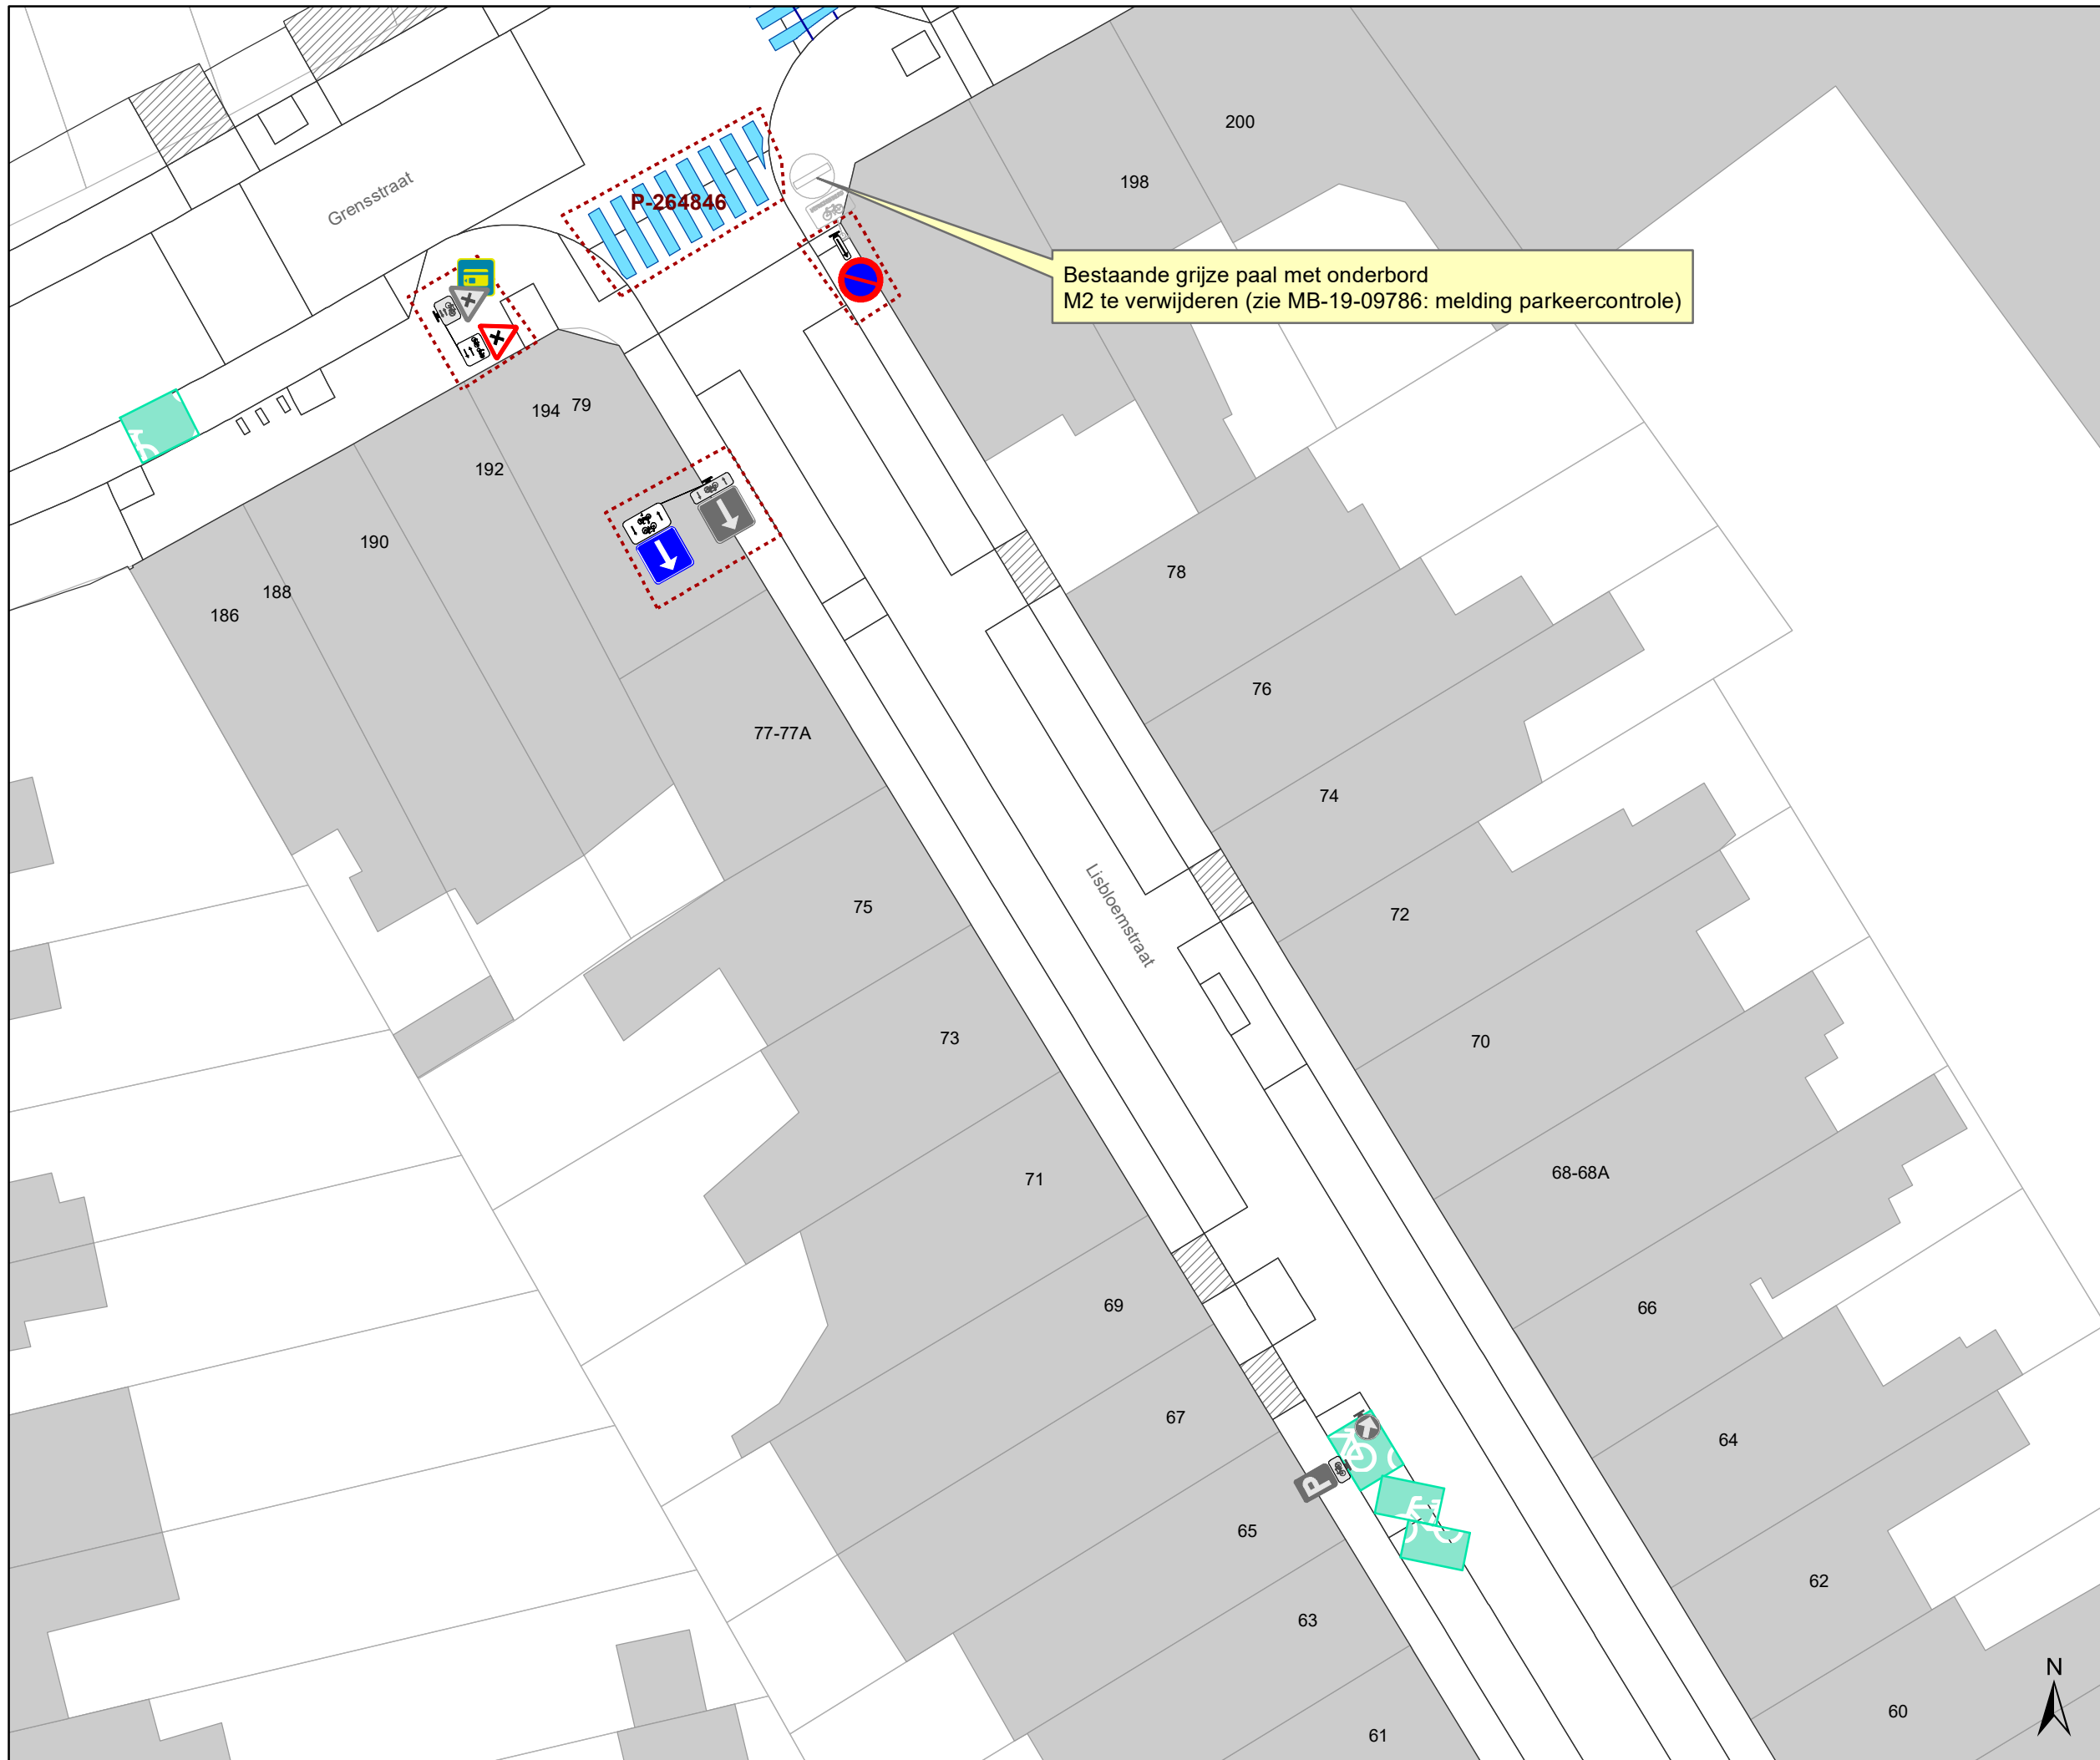 200
198
Grensstraat
P-264846
Bestaande grijze paal met onderbord
M2 te verwijderen (zie MB-19-09786: melding parkeercontrole)
194 79
192
190
188
186
78
76
77-77A
74
75
72
Lisbloemstraat
73
70
71
68-68A
69
66
67
64
P
65
62
63
N
60
61